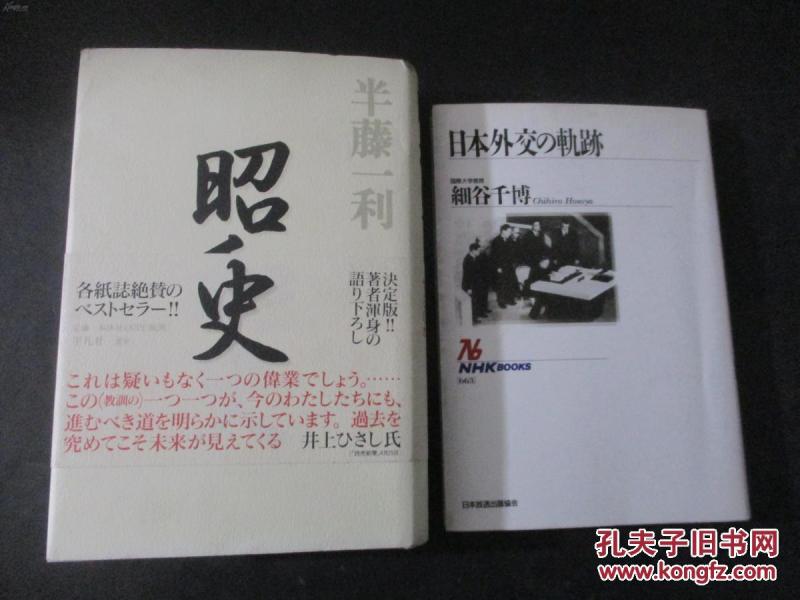 半藤一利
昭
史
決定版!!
著者渾身の
語り下ろし
各紙誌絶賛の
ベストセラー!!
これは疑いもなく一つの偉業でしょう。……
この(教訓の)一つ一つが、今のわたしたちにも、
進むべき道を明らかに示しています。過去を
究めてこそ未来が見えてくる 井上ひさし氏
日本外交の軌跡
国際大学教授
細谷千博 Chihiro Hosoya
NHK BOOKS
[663]
日本放送出版協会
孔夫子旧书网
www.kongfz.com